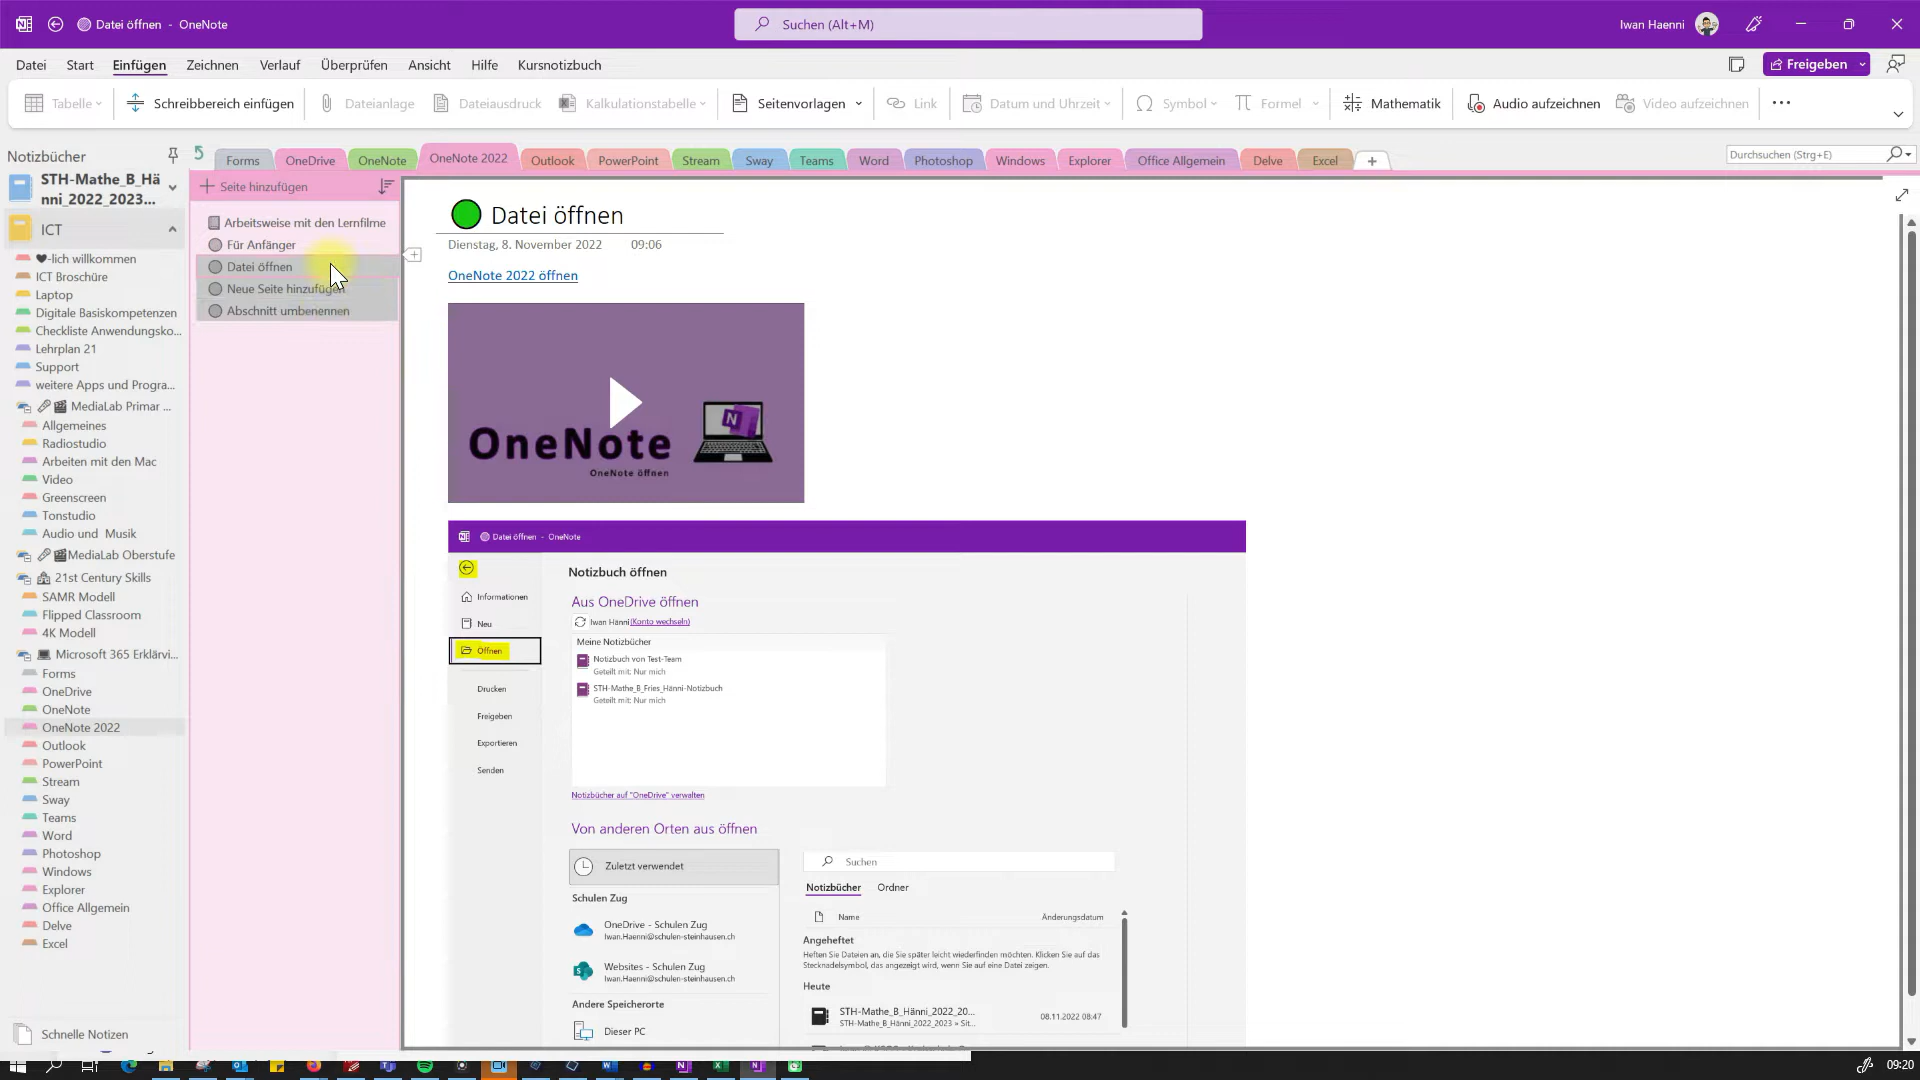 Datei öffnen - OneNote
Suchen (Alt+M)
Iwan Haenni
Datei Start Einfügen Zeichnen Verlauf Überprüfen Ansicht Hilfe Kursnotizbuch
Freigeben
Tabelle Schreibbereich einfügen Dateianlage Dateiausdruck Kalkulationstabelle Seitenvorlagen Link Datum und Uhrzeit Symbol Formel Mathematik Audio aufzeichnen Video aufzeichnen
Notizbücher
STH-Mathe_B_Hä
nni_2022_2023...
ICT
♥-lich willkommen
ICT Broschüre
Laptop
Digitale Basiskompetenzen
Checkliste Anwendungsko...
Lehrplan 21
Support
weitere Apps und Progra...
MediaLab Primar ...
Allgemeines
Radiostudio
Arbeiten mit den Mac
Video
Greenscreen
Tonstudio
Audio und Musik
MediaLab Oberstufe
21st Century Skills
SAMR Modell
Flipped Classroom
4K Modell
Microsoft 365 Erklärvi...
Forms
OneDrive
OneNote
OneNote 2022
Outlook
PowerPoint
Stream
Sway
Teams
Word
Photoshop
Windows
Explorer
Office Allgemein
Delve
Excel
Schnelle Notizen
Forms OneDrive OneNote OneNote 2022 Outlook PowerPoint Stream Sway Teams Word Photoshop Windows Explorer Office Allgemein Delve Excel +
Durchsuchen (Strg+E)
Seite hinzufügen
Arbeitsweise mit den Lernfilme
Für Anfänger
Datei öffnen
Neue Seite hinzufügen
Abschnitt umbenennen
Datei öffnen
Dienstag, 8. November 2022 09:06
OneNote 2022 öffnen
OneNote
OneNote öffnen
Datei öffnen - OneNote
Informationen
Neu
Öffnen
Drucken
Freigeben
Exportieren
Senden
Notizbuch öffnen
Aus OneDrive öffnen
Iwan Hänni (Konto wechseln)
Meine Notizbücher
Notizbuch von Test-Team
Geteilt mit: Nur mich
STH-Mathe_B_Fries_Hänni-Notizbuch
Geteilt mit: Nur mich
Notizbücher auf "OneDrive" verwalten
Von anderen Orten aus öffnen
Zuletzt verwendet
Schulen Zug
OneDrive - Schulen Zug
Iwan.Haenni@schulen-steinhausen.ch
Websites - Schulen Zug
Iwan.Haenni@schulen-steinhausen.ch
Andere Speicherorte
Dieser PC
Suchen
Notizbücher Ordner
Name Änderungsdatum
Angeheftet
Heften Sie Dateien an, die Sie später leicht wiederfinden möchten. Klicken Sie auf das
Stecknadelsymbol, das angezeigt wird, wenn Sie auf eine Datei zeigen.
Heute
STH-Mathe_B_Hänni_2022_20...
STH-Mathe_B_Hänni_2022_2023 » Sit...
08.11.2022 08:47
09:20